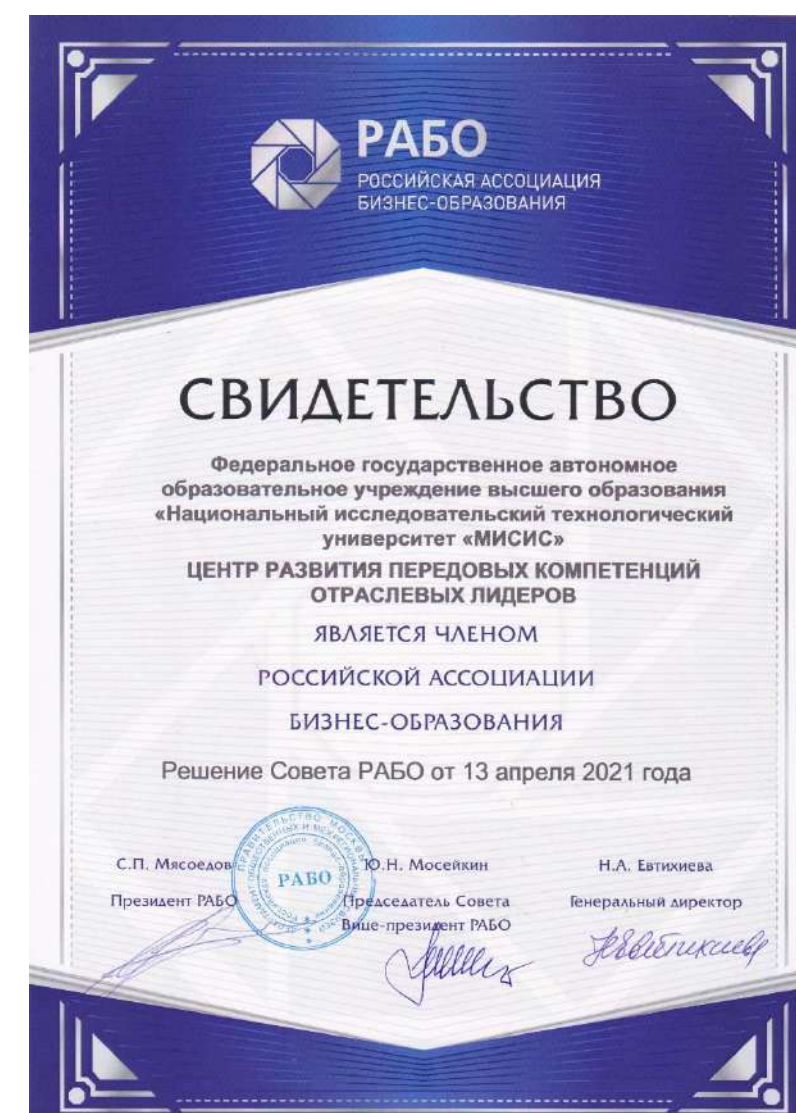 РАБО
РОССИЙСКАЯ АССОЦИАЦИЯ
БИЗНЕС-ОБРАЗОВАНИЯ
СВИДЕТЕЛЬСТВО
Федеральное государственное автономное
образовательное учреждение высшего образования
«Национальный исследовательский технологический
университет «МИСИС»
ЦЕНТР РАЗВИТИЯ ПЕРЕДОВЫХ КОМПЕТЕНЦИЙ
ОТРАСЛЕВЫХ ЛИДЕРОВ
ЯВЛЯЕТСЯ ЧЛЕНОМ
РОССИЙСКОЙ АССОЦИАЦИИ
БИЗНЕС-ОБРАЗОВАНИЯ
Решение Совета РАБО от 13 апреля 2021 года
С.П. Мясоедов Ю.Н. Мосейкин Н.А. Евтихиева
Президент РАБО Председатель Совета Генеральный директор
Вице-президент РАБО
ПРАВИТЕЛЬСТВО МОСКВЫ
РАБО